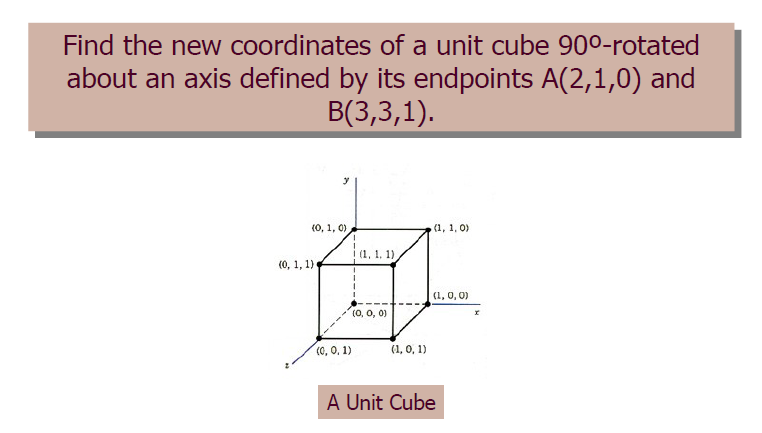 Find the new coordinates of a unit cube 90º-rotated
about an axis defined by its endpoints A(2,1,0) and
B(3,3,1).
y
(0, 1, 0)
(1, 1, 0)
(0, 1, 1)
(1, 1, 1)
(1, 0, 0)
(0, 0, 0)
x
(0, 0, 1)
(1, 0, 1)
z
A Unit Cube